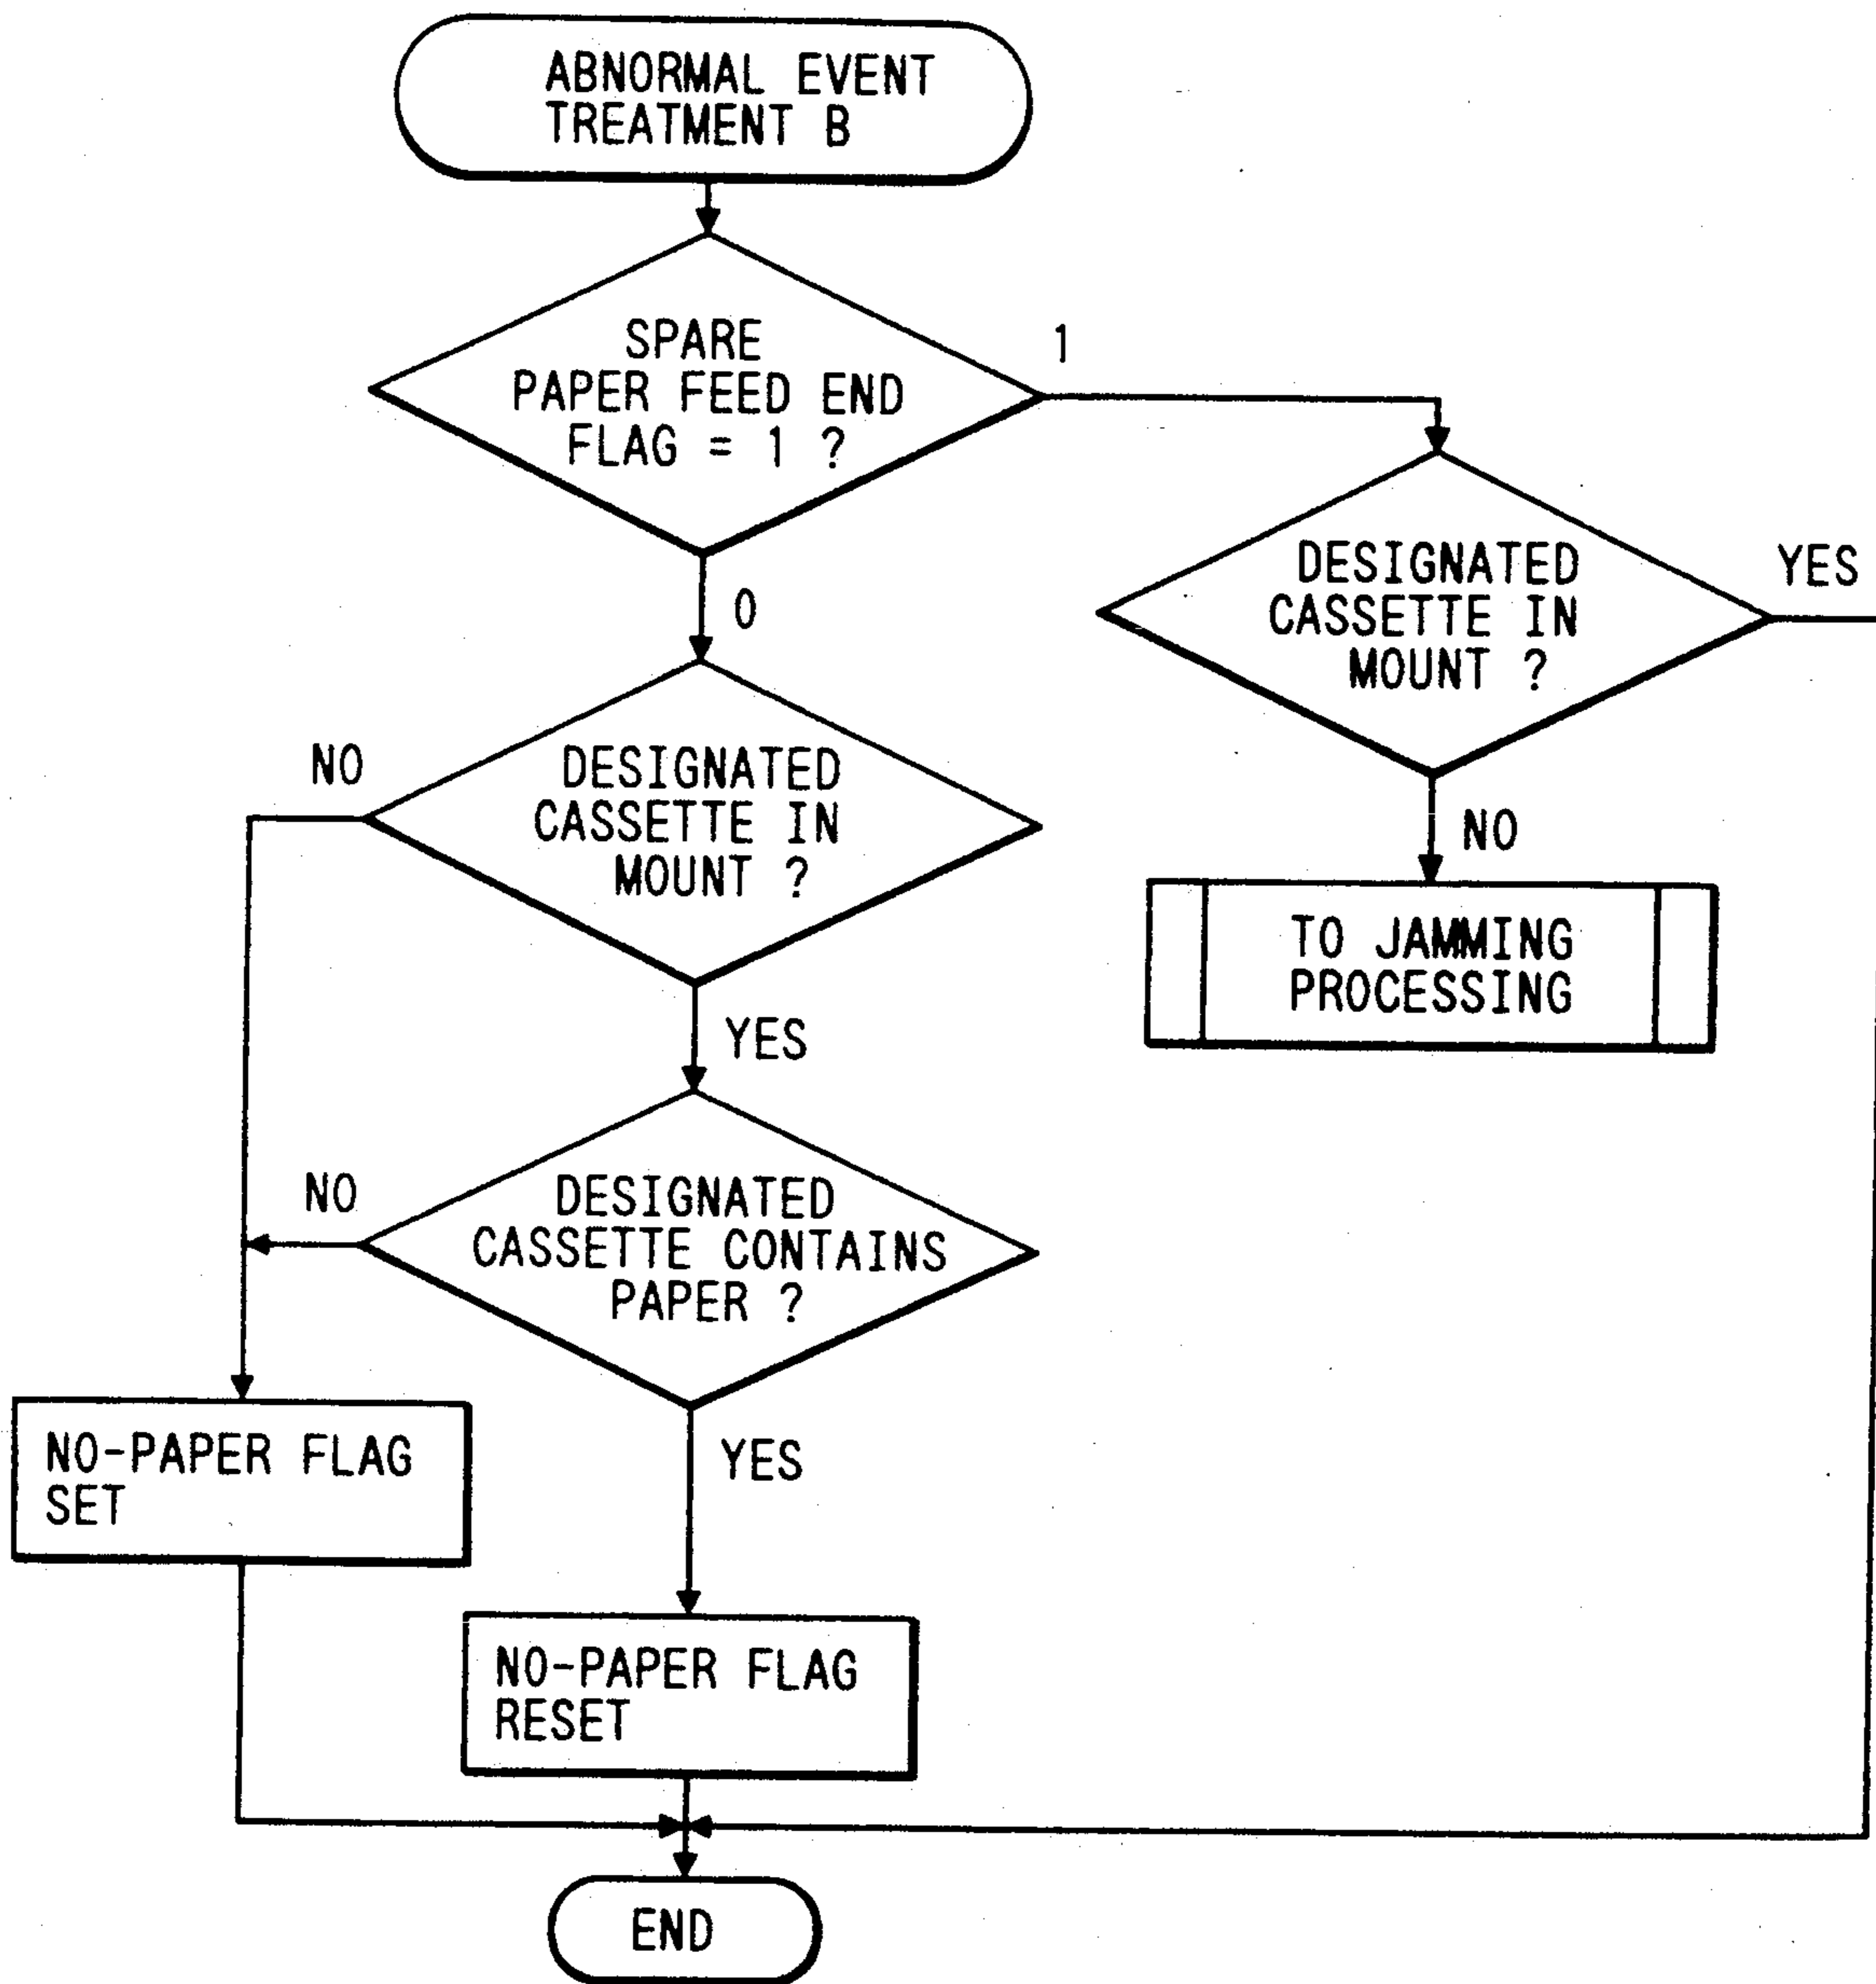 ABNORMAL EVENT
TREATMENT B
SPARE
PAPER FEED END
FLAG = 1 ?
1
0
DESIGNATED
CASSETTE IN
MOUNT ?
YES
NO
TO JAMMING
PROCESSING
DESIGNATED
CASSETTE IN
MOUNT ?
NO
YES
DESIGNATED
CASSETTE CONTAINS
PAPER ?
NO
YES
NO-PAPER FLAG
SET
NO-PAPER FLAG
RESET
END